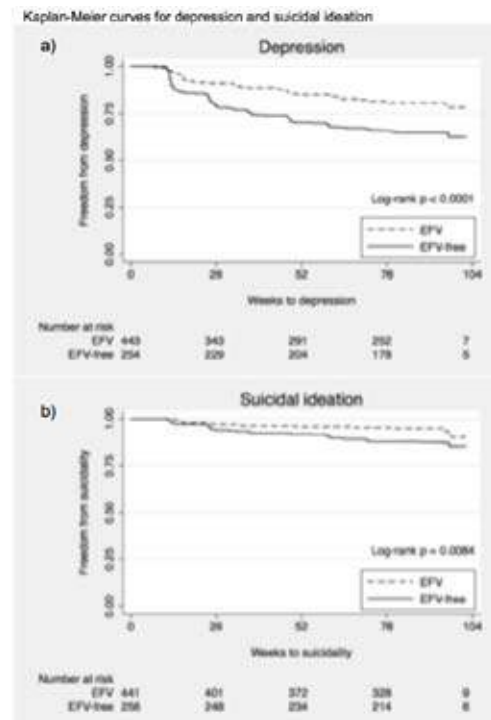 Kaplan-Meier curves for depression and suicidal ideation
a)
Depression
Freedom from depression
1.00
0.75
0.50
0.25
0.00
Log-rank p < 0.0001
EFV
EFV-free
0 26 52 78 104
Weeks to depression
Number at risk
EFV 443 343 291 252 7
EFV-free 254 229 204 178 5
b)
Suicidal ideation
Freedom from suicidality
1.00
0.75
0.50
0.25
0.00
Log-rank p = 0.0084
EFV
EFV-free
0 26 52 78 104
Weeks to suicidality
Number at risk
EFV 441 401 372 328 9
EFV-free 256 248 234 214 6